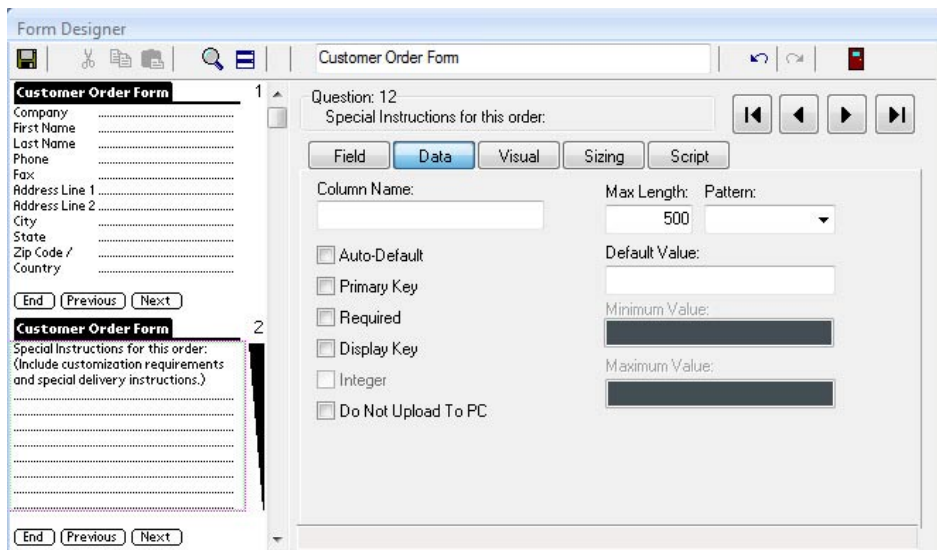 Form Designer
Customer Order Form
Customer Order Form 1
Company
First Name
Last Name
Phone
Fax
Address Line 1
Address Line 2
City
State
Zip Code /
Country
End Previous Next
Customer Order Form 2
Special Instructions for this order:
(Include customization requirements
and special delivery instructions.)
End Previous Next
Question: 12
Special Instructions for this order:
Field Data Visual Sizing Script
Column Name:
Max Length: Pattern:
500
Auto-Default
Default Value:
Primary Key
Required
Minimum Value:
Display Key
Integer
Maximum Value:
Do Not Upload To PC